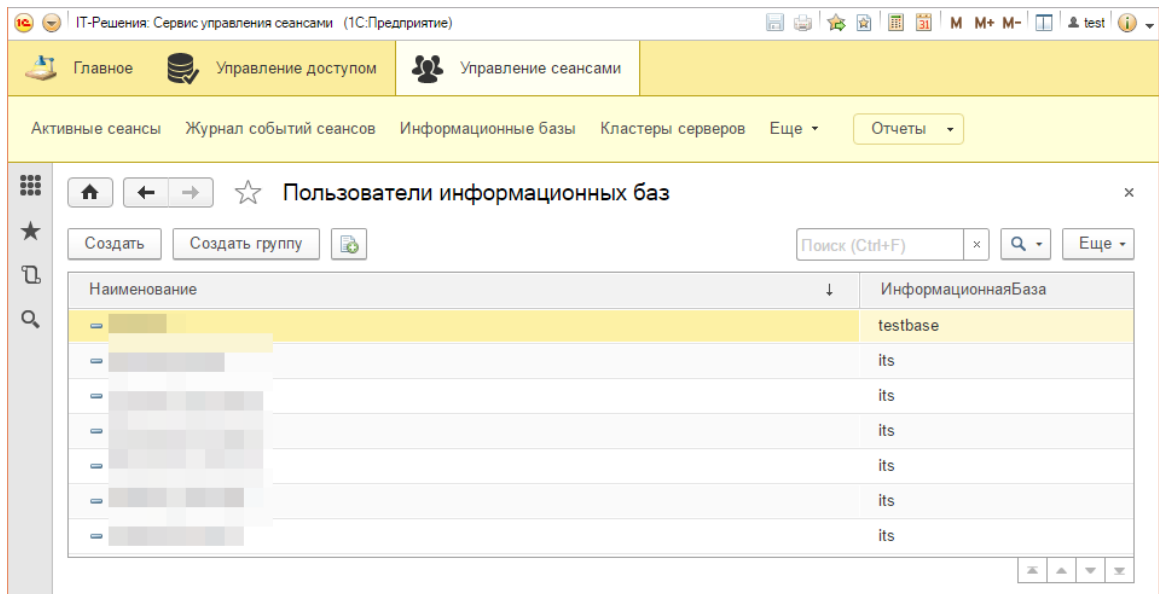 1С IT-Решения: Сервис управления сеансами (1С:Предприятие) 31 M M+ M- test
Главное Управление доступом Управление сеансами
Активные сеансы Журнал событий сеансов Информационные базы Кластеры серверов Еще Отчеты
Пользователи информационных баз
Создать Создать группу Поиск (Ctrl+F) Еще
Наименование ИнформационнаяБаза
testbase
its
its
its
its
its
its